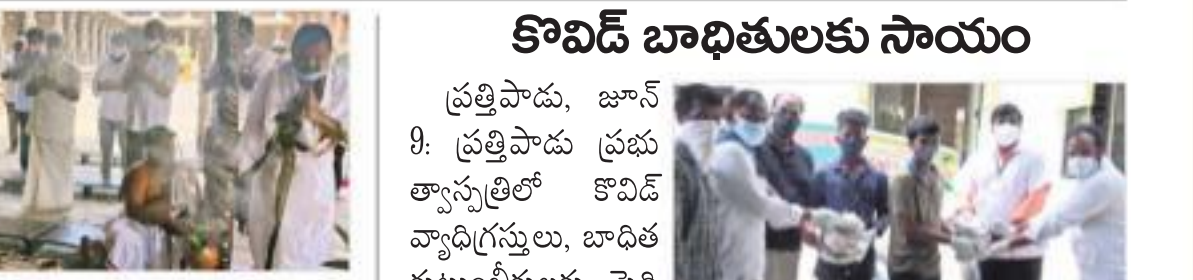 కొవిడ్ బాధితులకు సాయం
ప్రత్తిపాడు, జూన్
9: ప్రత్తిపాడు ప్రభు
త్వాస్పత్రిలో కొవిడ్
వ్యాధిగ్రస్తులు, బాధిత